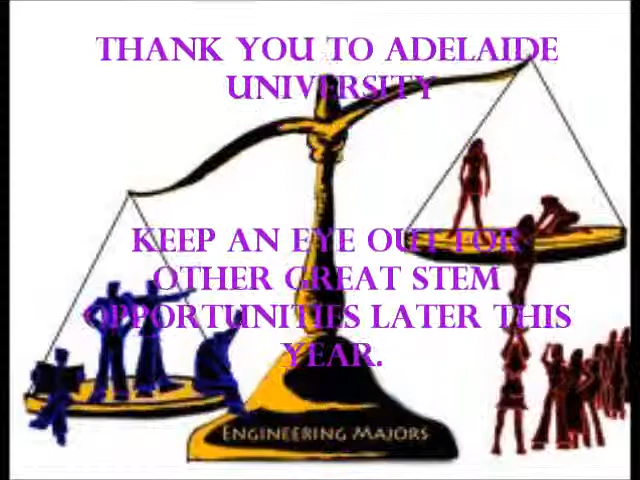 THANK YOU TO ADELAIDE
UNIVERSITY
KEEP AN EYE OUT FOR
OTHER GREAT STEM
OPPORTUNITIES LATER THIS
YEAR.
ENGINEERING MAJORS